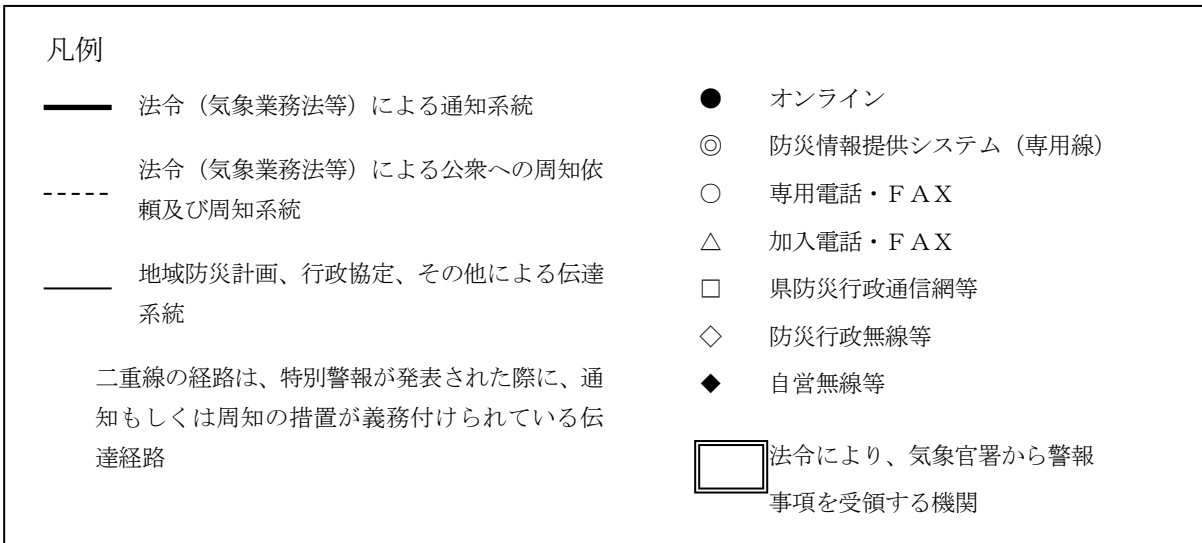 凡例
法令（気象業務法等）による通知系統
法令（気象業務法等）による公衆への周知依
頼及び周知系統
地域防災計画、行政協定、その他による伝達
系統
二重線の経路は、特別警報が発表された際に、通
知もしくは周知の措置が義務付けられている伝
達経路
● オンライン
◎ 防災情報提供システム（専用線）
○ 専用電話・ＦＡＸ
△ 加入電話・ＦＡＸ
□ 県防災行政通信網等
◇ 防災行政無線等
◆ 自営無線等
法令により、気象官署から警報
事項を受領する機関